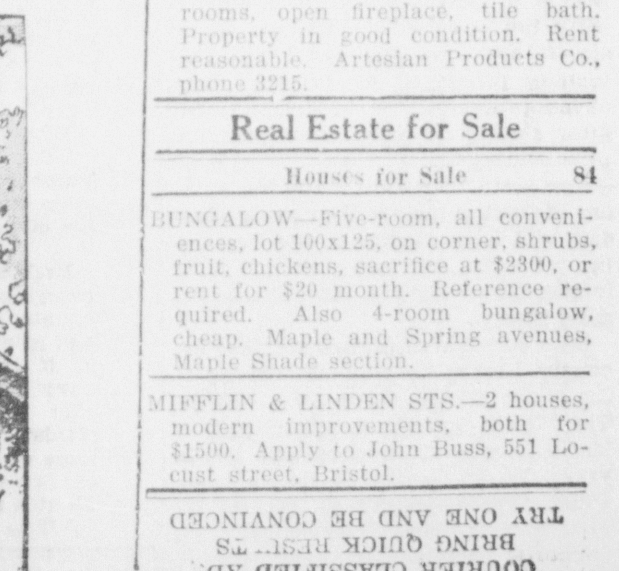 rooms, open fireplace, tile bath.
Property in good condition. Rent
reasonable. Artesian Products Co.,
phone 3215.
Real Estate for Sale
Houses for Sale 84
BUNGALOW—Five-room, all conveni-
ences, lot 100x125, on corner, shrubs,
fruit, chickens, sacrifice at $2300, or
rent for $20 month. Reference re-
quired. Also 4-room bungalow,
cheap. Maple and Spring avenues,
Maple Shade section.
MIFFLIN & LINDEN STS.—2 houses,
modern improvements, both for
$1500. Apply to John Buss, 551 Lo-
cust street, Bristol.
TRY ONE AND BE CONVINCED
BRING QUICK
COURIER CLASSIFIED